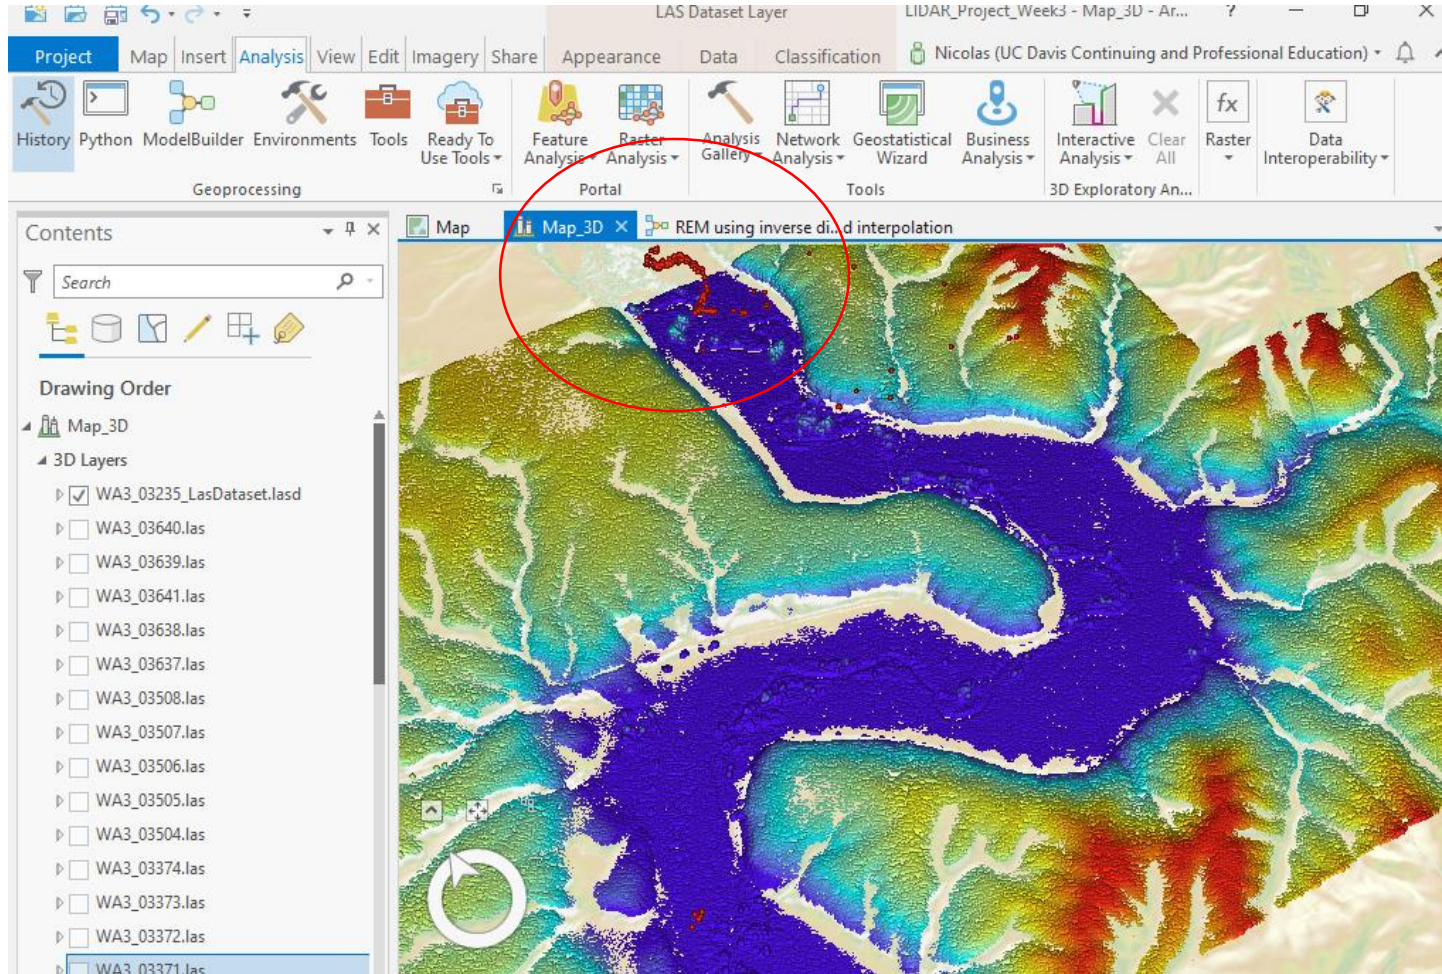 LAS Dataset Layer
LIDAR_Project_Week3 - Map_3D - Ar...
?
Project Map Insert Analysis View Edit Imagery Share Appearance Data Classification
Nicolas (UC Davis Continuing and Professional Education)
History Python ModelBuilder Environments Tools Ready To Use Tools
Feature Analysis Raster Analysis
Analysis Gallery Network Analysis Geostatistical Wizard Business Analysis
Interactive Analysis Clear All
fx
Raster
Data Interoperability
Geoprocessing Portal Tools 3D Exploratory An...
Contents
Map Map_3D REM using inverse di...d interpolation
Search
Drawing Order
Map_3D
3D Layers
WA3_03235_LasDataset.lasd
WA3_03640.las
WA3_03639.las
WA3_03641.las
WA3_03638.las
WA3_03637.las
WA3_03508.las
WA3_03507.las
WA3_03506.las
WA3_03505.las
WA3_03504.las
WA3_03374.las
WA3_03373.las
WA3_03372.las
WA3_03371.las